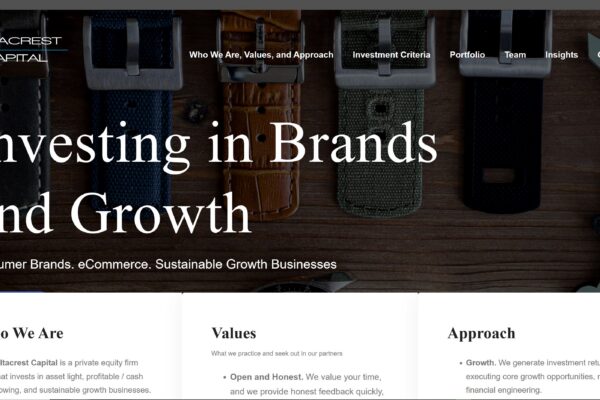 TACREST
APITAL
Who We Are, Values, and Approach Investment Criteria Portfolio Team Insights
nvesting in Brands
nd Growth
umer Brands. eCommerce. Sustainable Growth Businesses
o We Are
ltacrest Capital is a private equity firm
at invests in asset light, profitable / cash
owing, and sustainable growth businesses.
Values
What we practice and seek out in our partners
• Open and Honest. We value your time,
and we provide honest feedback quickly,
Approach
• Growth. We generate investment retu
executing core growth opportunities, n
financial engineering.